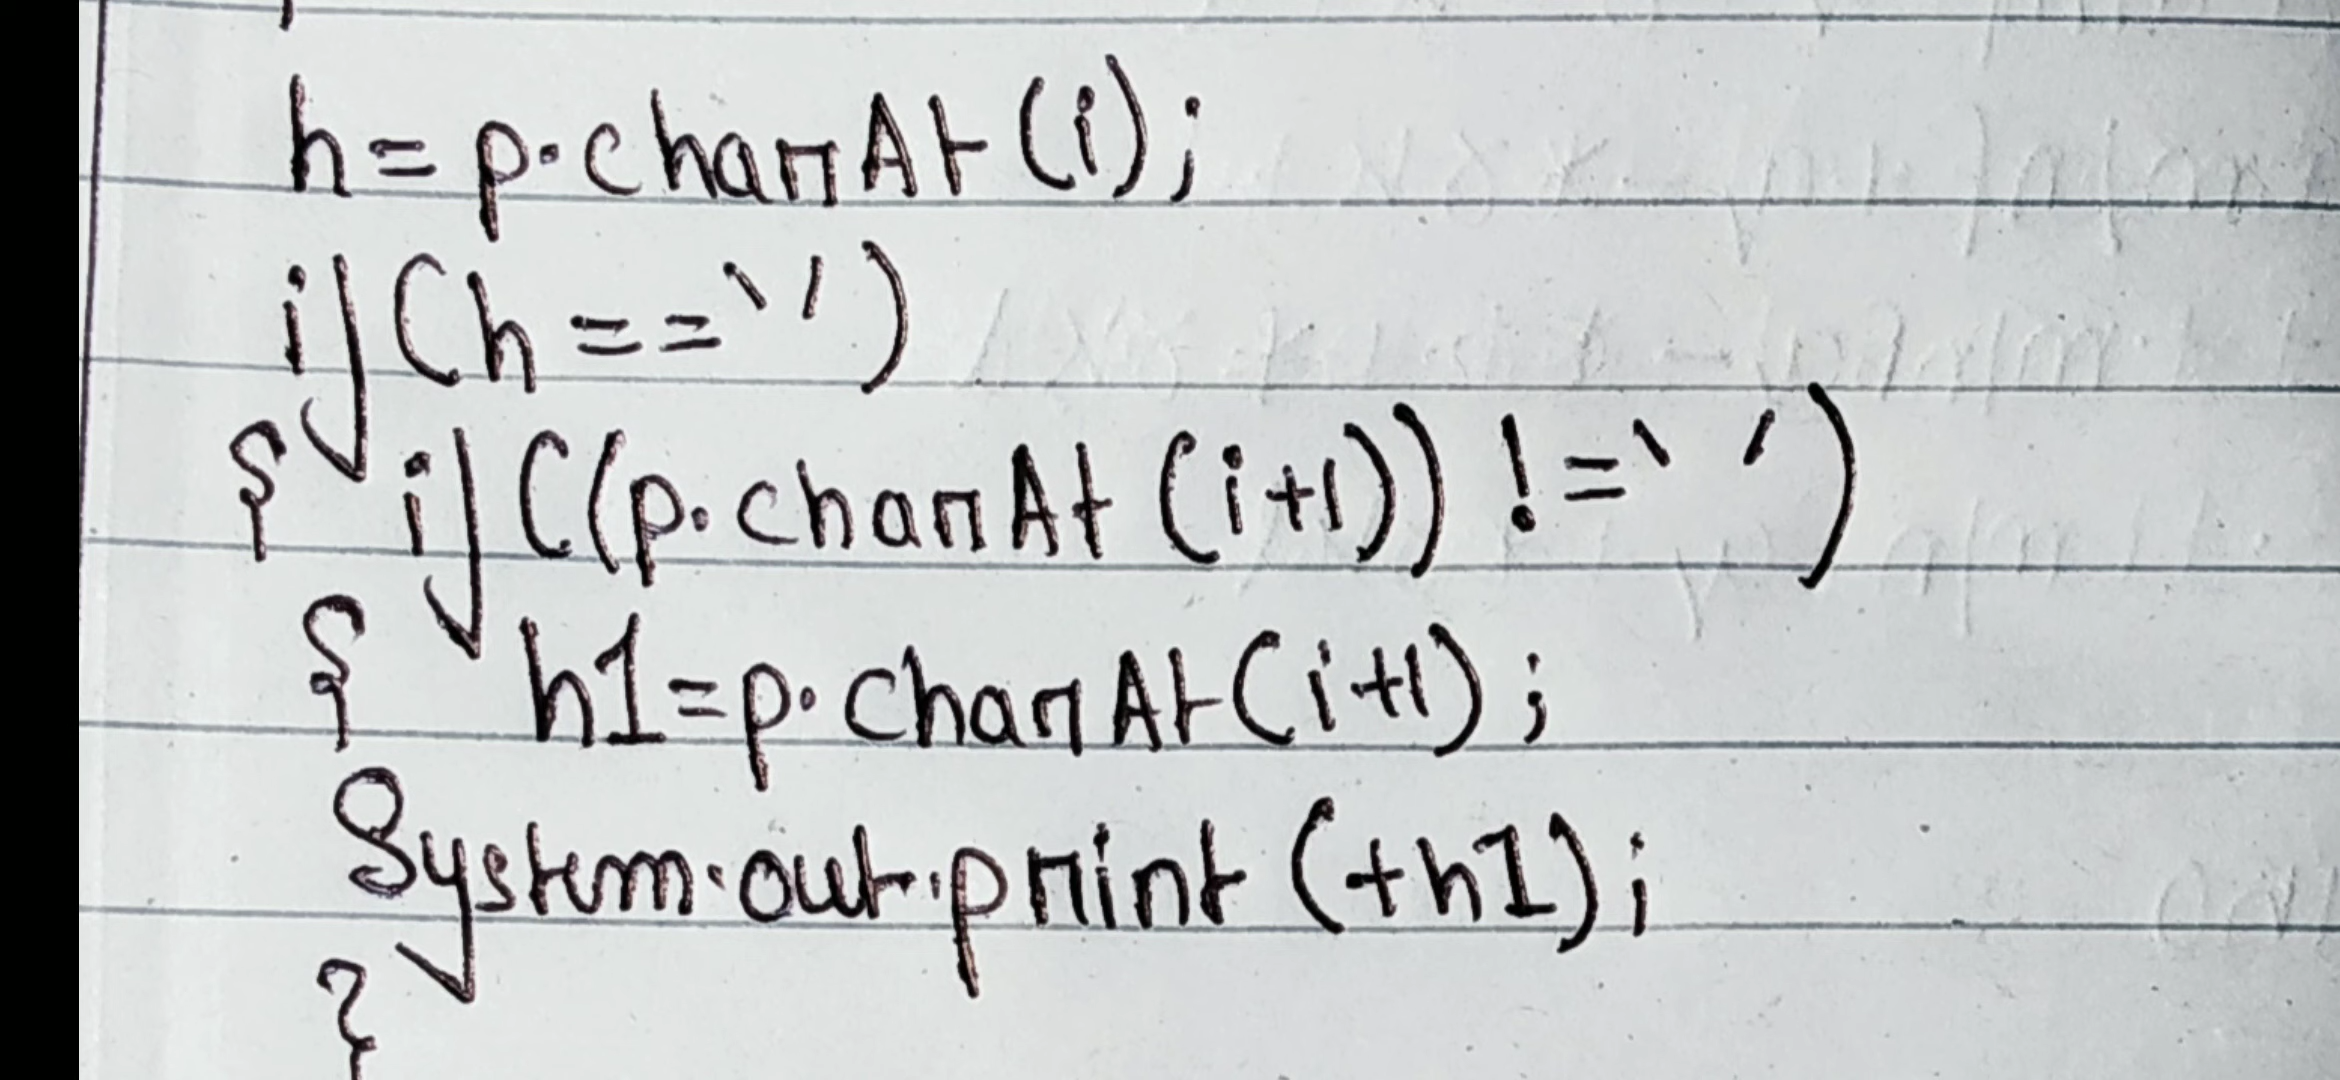 h=p.charAt(i);
if(h==' ')
{ if((p.charAt(i+1)) !=' ')
{ h1=p.charAt(i+1);
System.out.print(+h1);
}